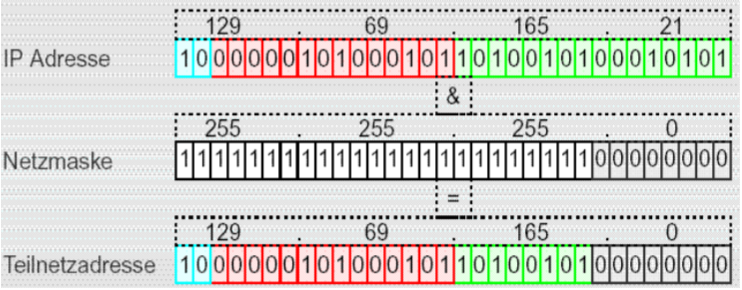 129 . 69 . 165 . 21
IP Adresse 10000001010001011010010100010101
&
255 . 255 . 255 . 0
Netzmaske 11111111111111111111111100000000
=
129 . 69 . 165 . 0
Teilnetzadresse 10000001010001011010010100000000